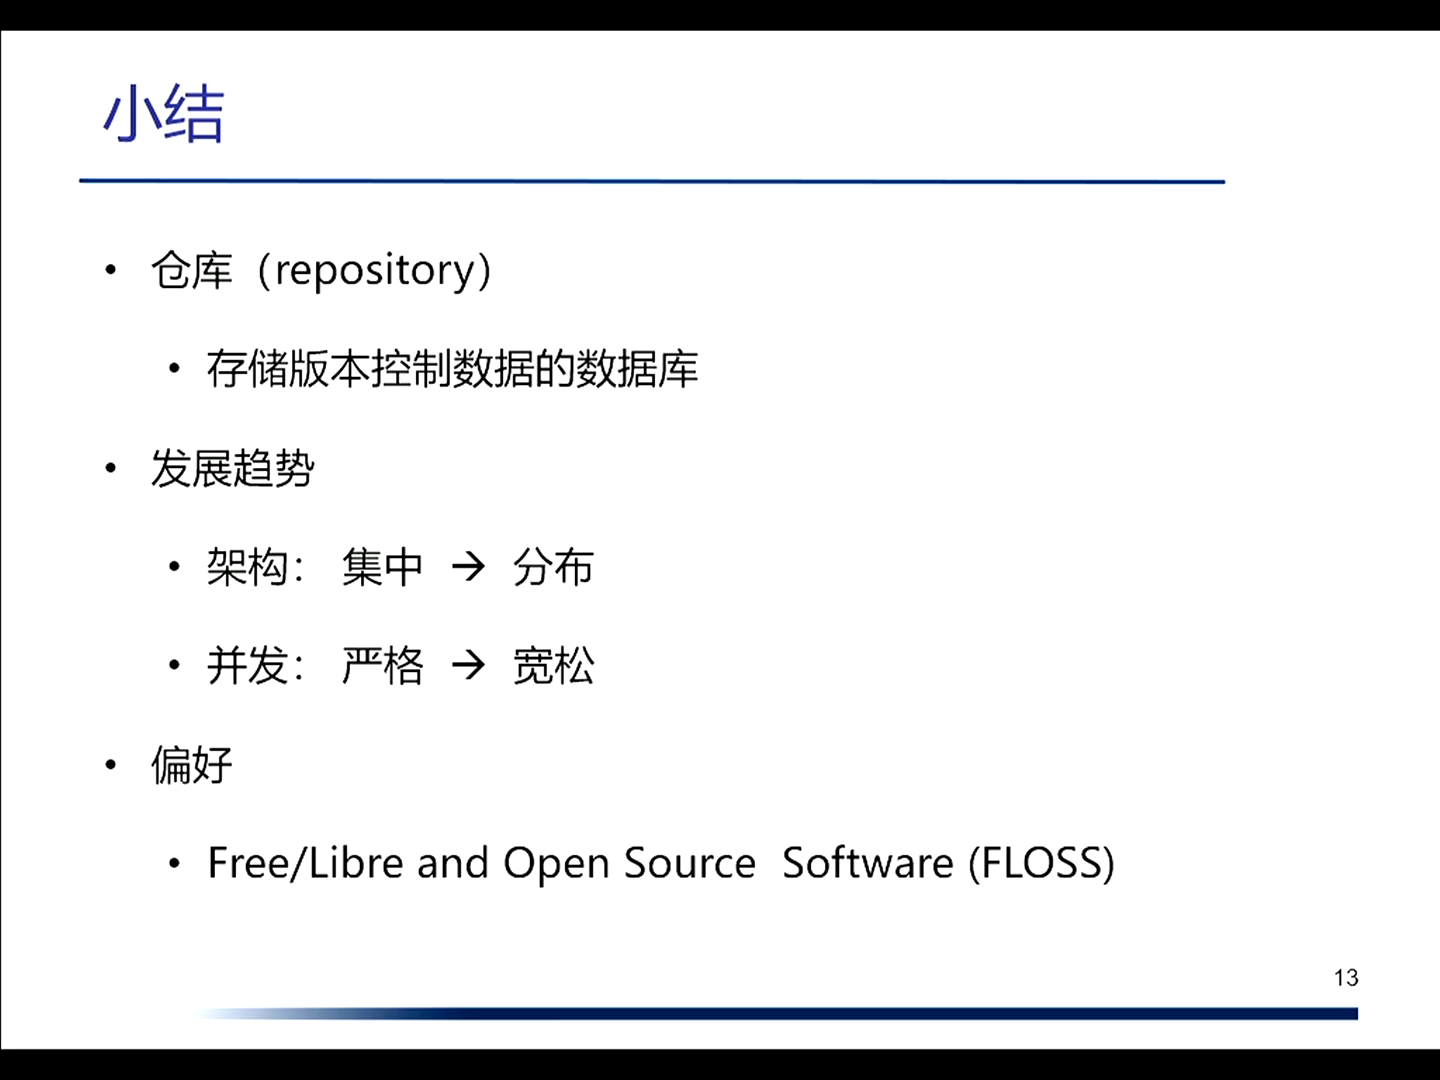 小结
• 仓库（repository）
• 存储版本控制数据的数据库
• 发展趋势
• 架构： 集中 → 分布
• 并发： 严格 → 宽松
• 偏好
• Free/Libre and Open Source  Software (FLOSS)
13